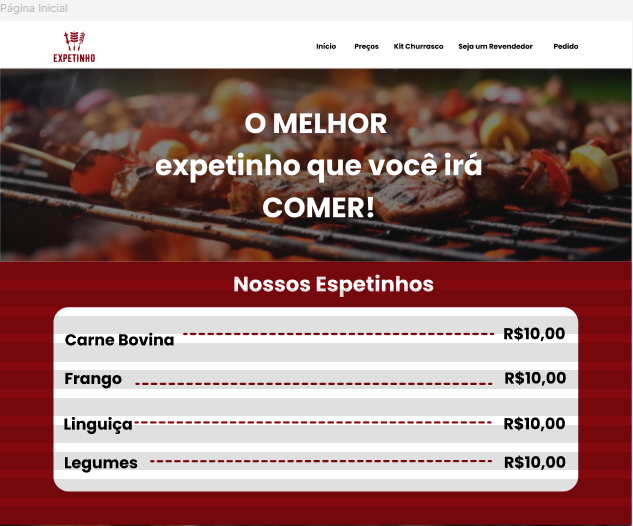 Página Inicial
EXPETINHO
Início Preços Kit Churrasco Seja um Revendedor Pedido
O MELHOR
expetinho que você irá
COMER!
Nossos Espetinhos
Carne Bovina R$10,00
Frango R$10,00
Linguiça R$10,00
Legumes R$10,00